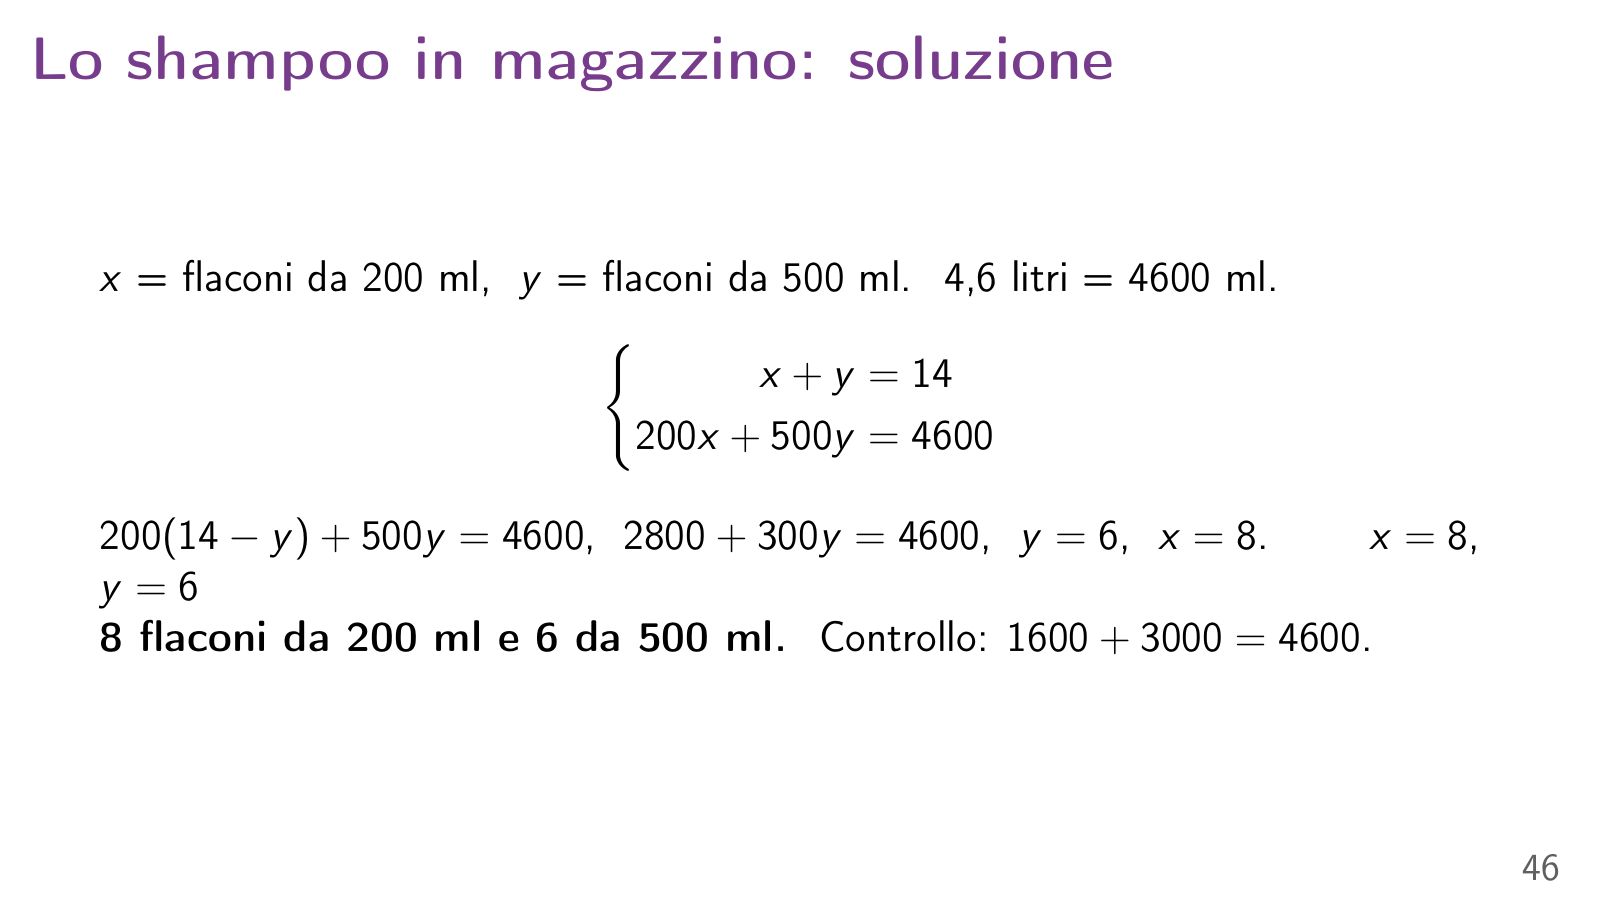 Lo shampoo in magazzino: soluzione
x = flaconi da 200 ml, y = flaconi da 500 ml. 4,6 litri = 4600 ml.
x + y = 14
200x + 500y = 4600
200(14 − y) + 500y = 4600, 2800 + 300y = 4600, y = 6, x = 8. x = 8,
y = 6
8 flaconi da 200 ml e 6 da 500 ml. Controllo: 1600 + 3000 = 4600.
46